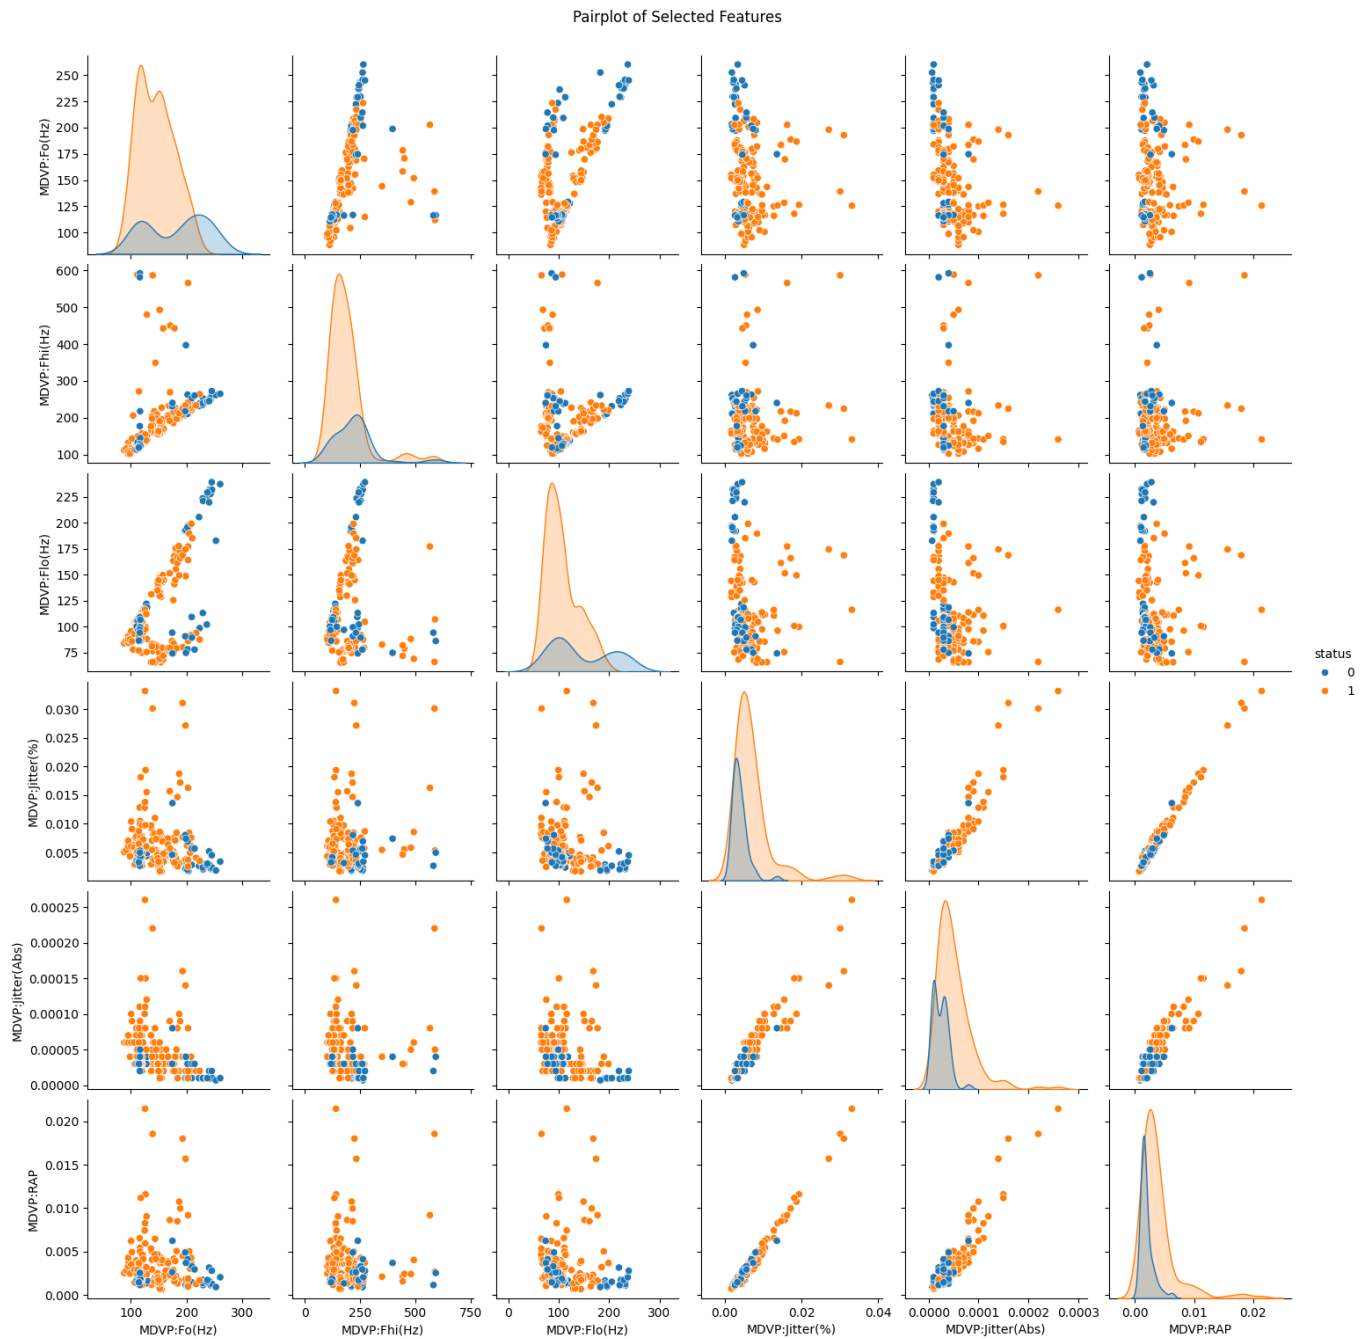 Pairplot of Selected Features
MDVP:Fo(Hz)
250
225
200
175
150
125
100
MDVP:Fhi(Hz)
600
500
400
300
200
100
MDVP:Flo(Hz)
225
200
175
150
125
100
75
status
0
1
MDVP:Jitter(%)
0.030
0.025
0.020
0.015
0.010
0.005
MDVP:Jitter(Abs)
0.00025
0.00020
0.00015
0.00010
0.00005
0.00000
MDVP:RAP
0.020
0.015
0.010
0.005
0.000
100 200 300
0 250 500 750
0 100 200 300
0.00 0.02 0.04
0.0000 0.0001 0.0002 0.0003
0.00 0.01 0.02
MDVP:Fo(Hz)
MDVP:Fhi(Hz)
MDVP:Flo(Hz)
MDVP:Jitter(%)
MDVP:Jitter(Abs)
MDVP:RAP